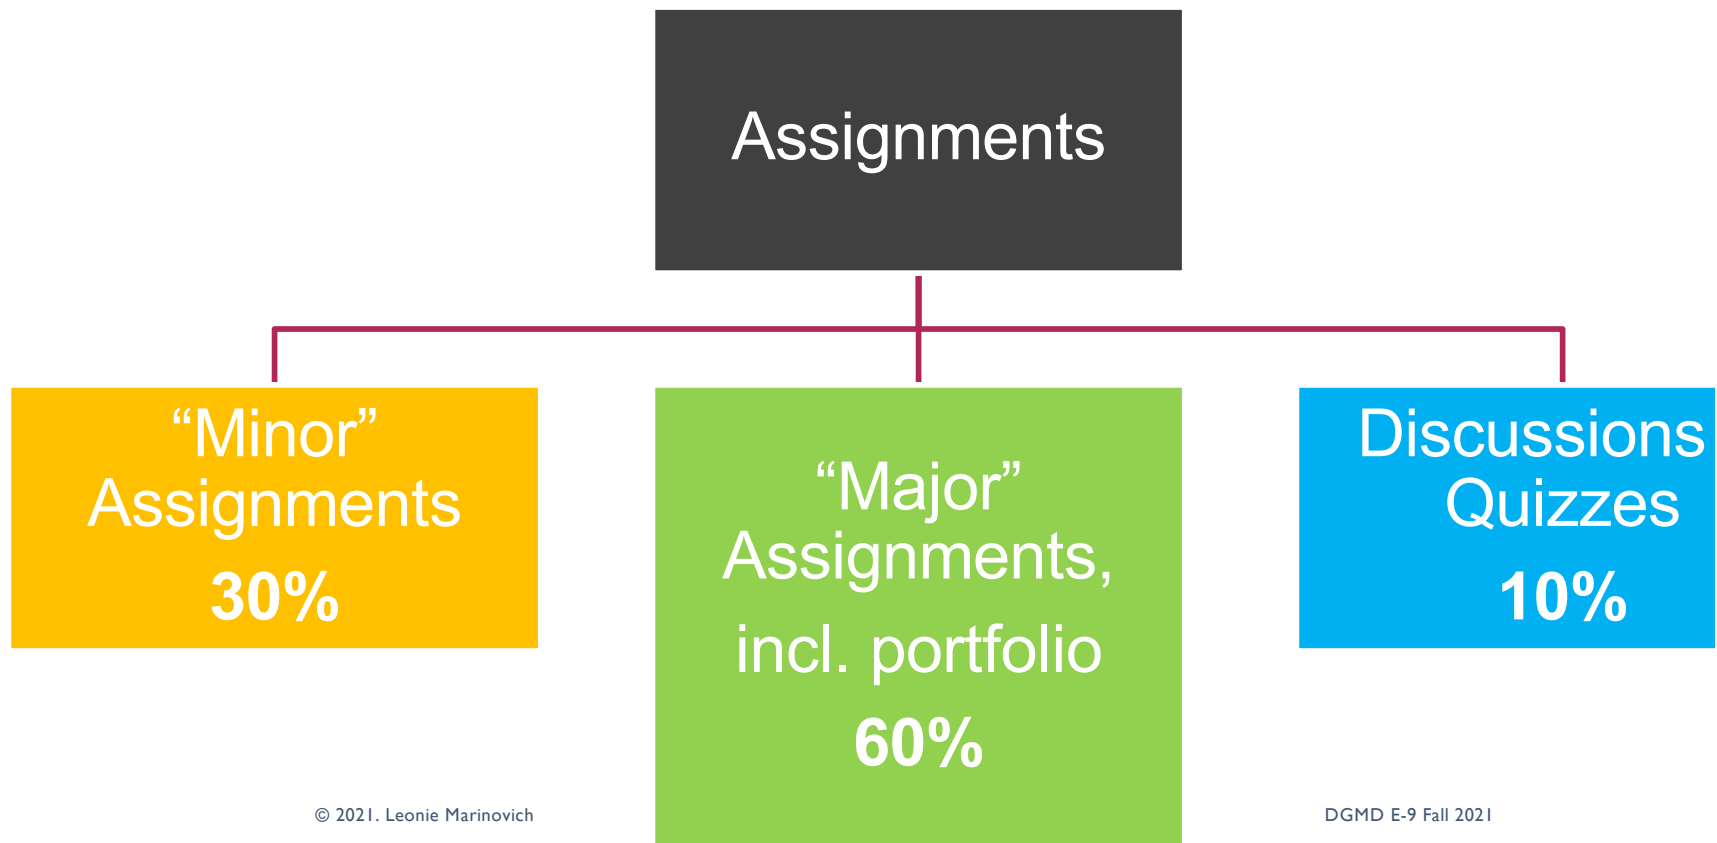 Assignments
“Minor”
Assignments
30%
“Major”
Assignments,
incl. portfolio
60%
Discussions
Quizzes
10%
© 2021. Leonie Marinovich
DGMD E-9 Fall 2021